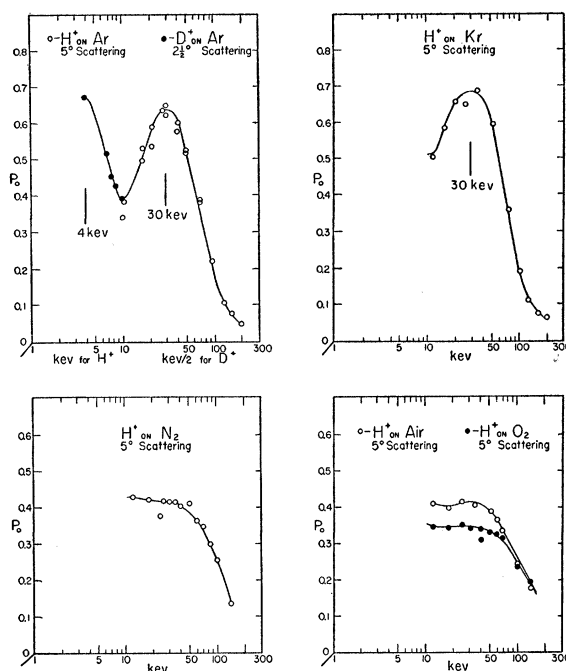 ○-H⁺ ON Ar ●-D⁺ ON Ar
5° Scattering 2½° Scattering
0.8
0.7
0.6
0.5
P₀
0.4
0.3
0.2
0.1
0
4 kev
30 kev
1 5 10 50 100 300
kev for H⁺ kev/2 for D⁺
H⁺ ON Kr
5° Scattering
0.8
0.7
0.6
0.5
P₀
0.4
0.3
0.2
0.1
0
30 kev
1 5 10 50 100 300
kev
H⁺ ON N₂
5° Scattering
0.6
0.5
0.4
P₀
0.3
0.2
0.1
0
1 5 10 50 100 300
kev
○-H⁺ ON Air ●-H⁺ ON O₂
5° Scattering 5° Scattering
0.6
0.5
0.4
P₀
0.3
0.2
0.1
0
1 5 10 50 100 300
kev